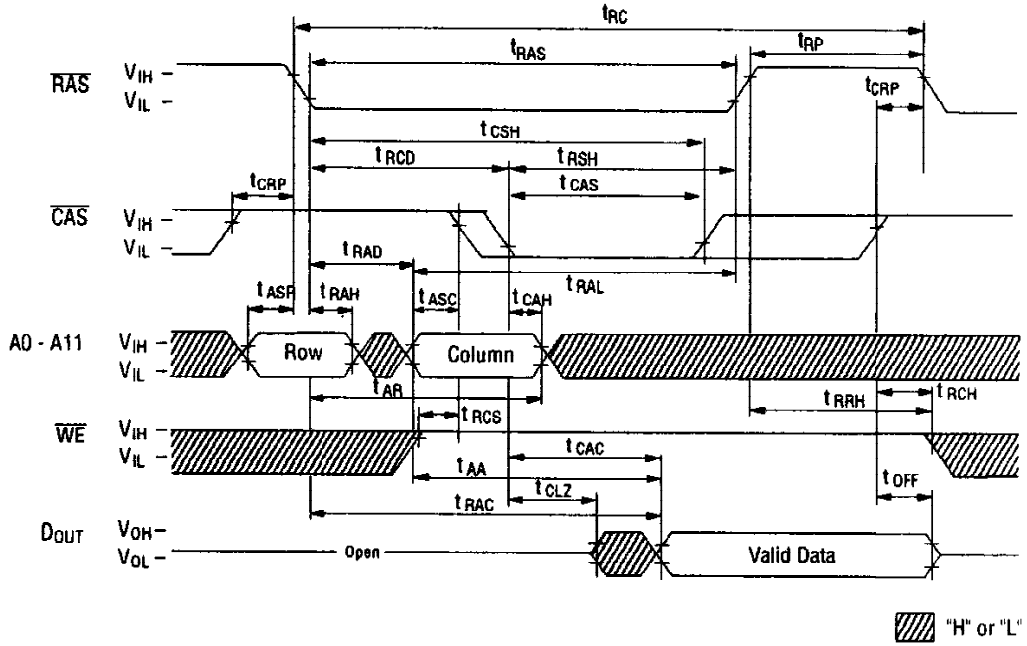 tRC
tRP
tRAS
RAS
VIH
VIL
tCRP
tCSH
tRCD
tRSH
tCRP
tCAS
CAS
VIH
VIL
tRAD
tRAL
tASR
tRAH
tASC
tCAH
A0 - A11
VIH
VIL
Row
Column
tAR
tRCH
tRRH
tRCS
WE
VIH
VIL
tCAC
tAA
tOFF
tCLZ
tRAC
DOUT
VOH
VOL
Open
Valid Data
"H" or "L"